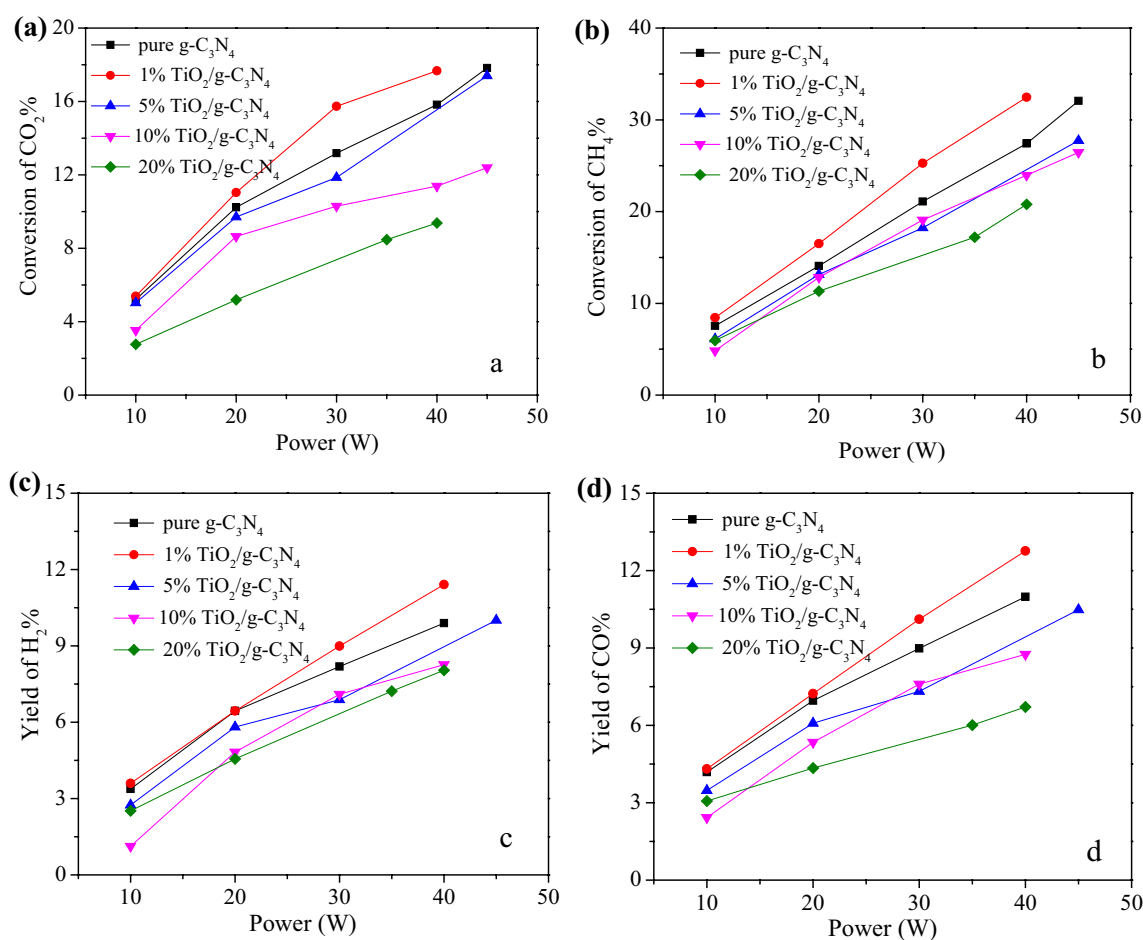 (a)
20
16
12
8
4
0
Conversion of CO₂%
pure g-C₃N₄
1% TiO₂/g-C₃N₄
5% TiO₂/g-C₃N₄
10% TiO₂/g-C₃N₄
20% TiO₂/g-C₃N₄
a
10 20 30 40 50
Power (W)
(b)
40
30
20
10
0
Conversion of CH₄%
pure g-C₃N₄
1% TiO₂/g-C₃N₄
5% TiO₂/g-C₃N₄
10% TiO₂/g-C₃N₄
20% TiO₂/g-C₃N₄
b
10 20 30 40 50
Power (W)
(c)
15
12
9
6
3
0
Yield of H₂%
pure g-C₃N₄
1% TiO₂/g-C₃N₄
5% TiO₂/g-C₃N₄
10% TiO₂/g-C₃N₄
20% TiO₂/g-C₃N₄
c
10 20 30 40 50
Power (W)
(d)
15
12
9
6
3
0
Yield of CO%
pure g-C₃N₄
1% TiO₂/g-C₃N₄
5% TiO₂/g-C₃N₄
10% TiO₂/g-C₃N₄
20% TiO₂/g-C₃N₄
d
10 20 30 40 50
Power (W)